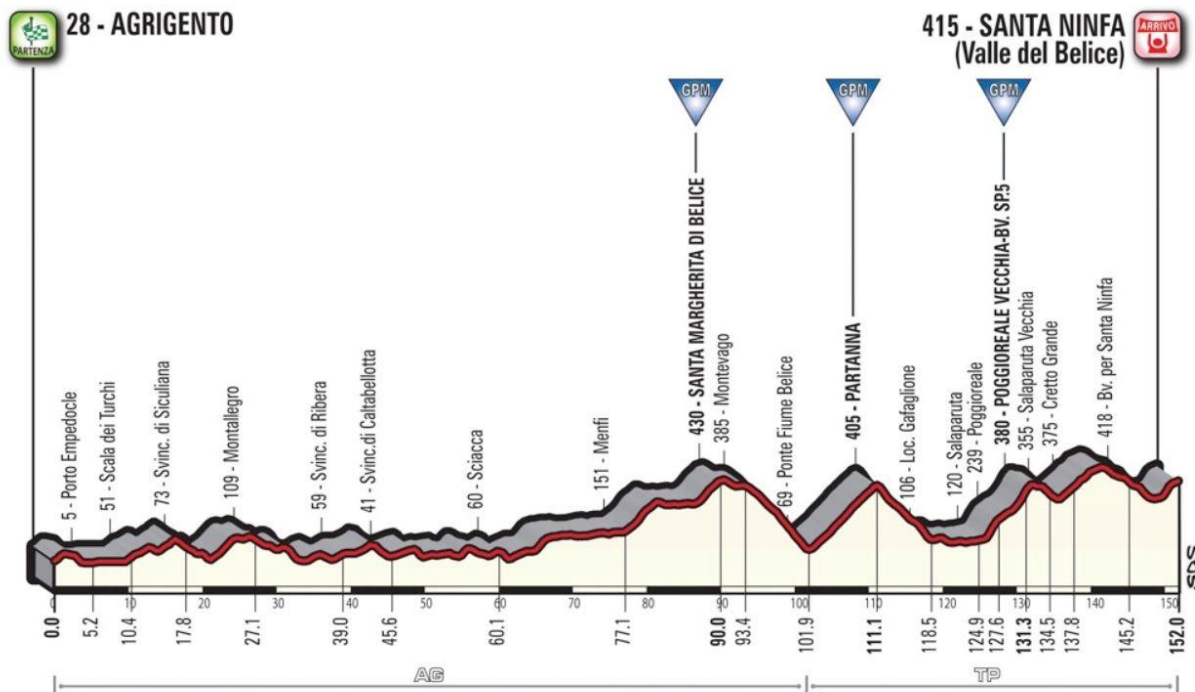 28 - AGRIGENTO
PARTENZA
415 - SANTA NINFA
(Valle del Belice)
ARRIVO
GPM
GPM
GPM
5 - Porto Empedocle
51 - Scala dei Turchi
73 - Svinc. di Siculiana
109 - Montallegro
59 - Svinc. di Ribera
41 - Svinc.di Caltabellotta
60 - Sciacca
151 - Menfi
430 - SANTA MARGHERITA DI BELICE
385 - Montevago
69 - Ponte Fiume Belice
405 - PARTANNA
106 - Loc. Gafaglione
120 - Salaparuta
239 - Poggioreale
380 - POGGIOREALE VECCHIA-BV. SP.5
355 - Salaparuta Vecchia
375 - Cretto Grande
418 - Bv. per Santa Ninfa
SDS
0 10 20 30 40 50 60 70 80 90 100 110 120 130 140 150
0.0 5.2 10.4 17.8 27.1 39.0 45.6 60.1 77.1 90.0 93.4 101.9 111.1 118.5 124.9 127.6 131.3 134.5 137.8 145.2 152.0
AG TP